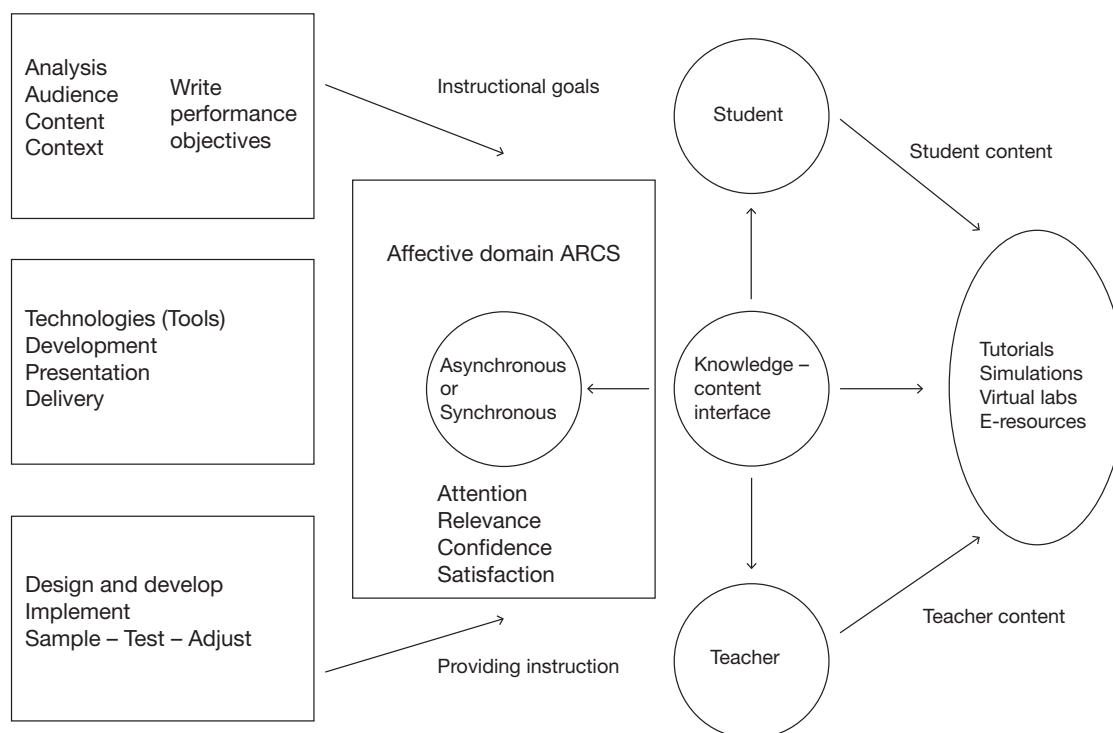 Analysis
Audience
Content
Context
Write
performance
objectives
Instructional goals
Student
Student content
Affective domain ARCS
Technologies (Tools)
Development
Presentation
Delivery
Asynchronous
or
Synchronous
Knowledge –
content
interface
Tutorials
Simulations
Virtual labs
E-resources
Attention
Relevance
Confidence
Satisfaction
Design and develop
Implement
Sample – Test – Adjust
Providing instruction
Teacher
Teacher content